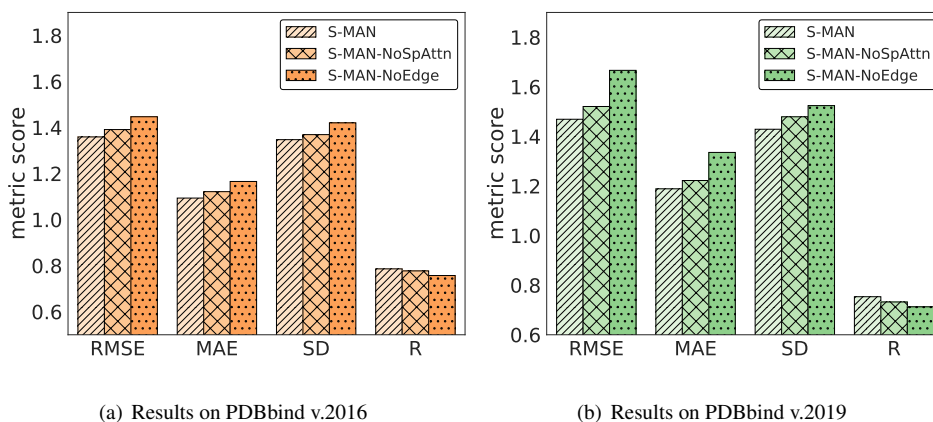 metric score
1.8
1.6
1.4
1.2
1.0
0.8
0.6
S-MAN
S-MAN-NoSpAttn
S-MAN-NoEdge
RMSE MAE SD R
(a) Results on PDBbind v.2016
metric score
1.8
1.6
1.4
1.2
1.0
0.8
0.6
S-MAN
S-MAN-NoSpAttn
S-MAN-NoEdge
RMSE MAE SD R
(b) Results on PDBbind v.2019